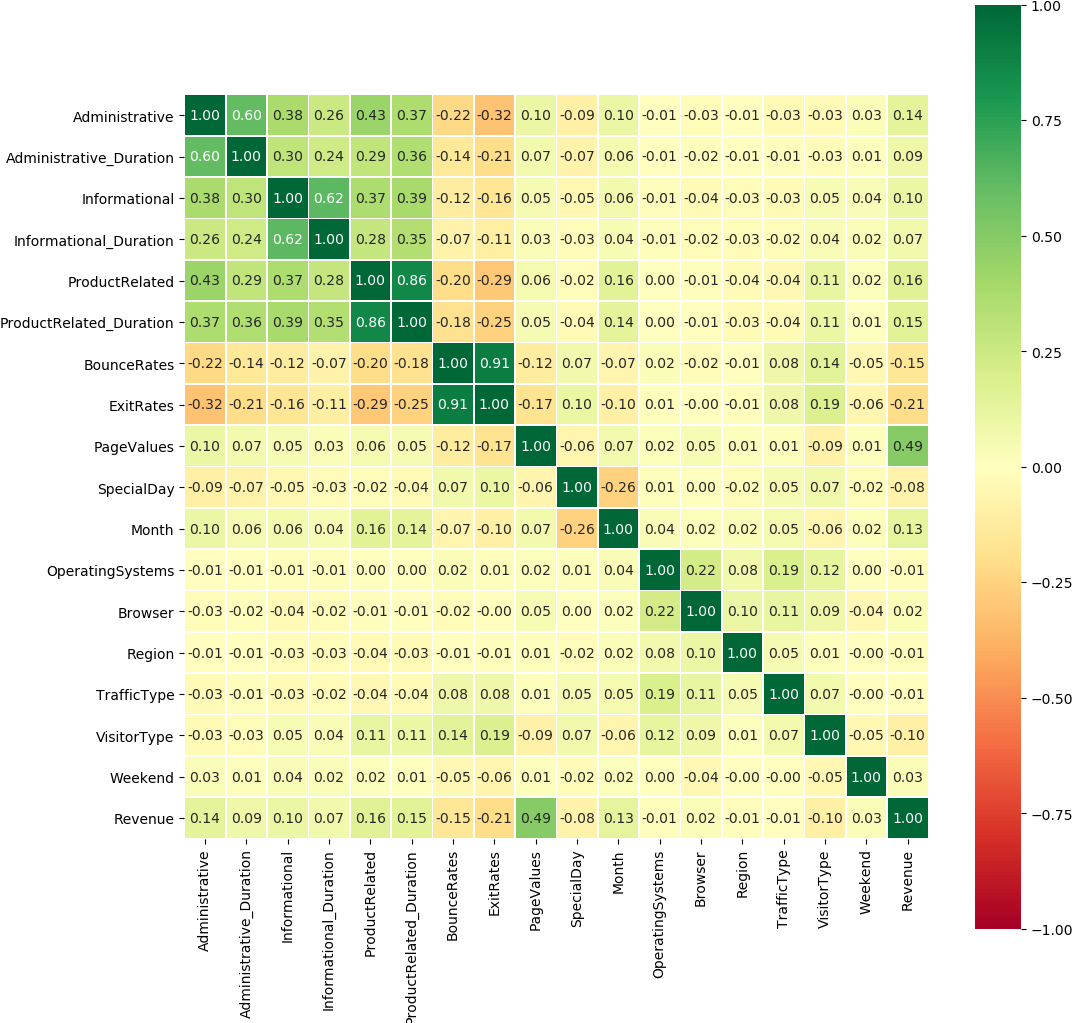 1.00
Administrative 1.00 0.60 0.38 0.26 0.43 0.37 -0.22 -0.32 0.10 -0.09 0.10 -0.01 -0.03 -0.01 -0.03 -0.03 0.03 0.14
0.75
Administrative_Duration 0.60 1.00 0.30 0.24 0.29 0.36 -0.14 -0.21 0.07 -0.07 0.06 -0.01 -0.02 -0.01 -0.01 -0.03 0.01 0.09
Informational 0.38 0.30 1.00 0.62 0.37 0.39 -0.12 -0.16 0.05 -0.05 0.06 -0.01 -0.04 -0.03 -0.03 0.05 0.04 0.10
0.50
Informational_Duration 0.26 0.24 0.62 1.00 0.28 0.35 -0.07 -0.11 0.03 -0.03 0.04 -0.01 -0.02 -0.03 -0.02 0.04 0.02 0.07
ProductRelated 0.43 0.29 0.37 0.28 1.00 0.86 -0.20 -0.29 0.06 -0.02 0.16 0.00 -0.01 -0.04 -0.04 0.11 0.02 0.16
ProductRelated_Duration 0.37 0.36 0.39 0.35 0.86 1.00 -0.18 -0.25 0.05 -0.04 0.14 0.00 -0.01 -0.03 -0.04 0.11 0.01 0.15
0.25
BounceRates -0.22 -0.14 -0.12 -0.07 -0.20 -0.18 1.00 0.91 -0.12 0.07 -0.07 0.02 -0.02 -0.01 0.08 0.14 -0.05 -0.15
ExitRates -0.32 -0.21 -0.16 -0.11 -0.29 -0.25 0.91 1.00 -0.17 0.10 -0.10 0.01 -0.00 -0.01 0.08 0.19 -0.06 -0.21
PageValues 0.10 0.07 0.05 0.03 0.06 0.05 -0.12 -0.17 1.00 -0.06 0.07 0.02 0.05 0.01 0.01 -0.09 0.01 0.49
0.00
SpecialDay -0.09 -0.07 -0.05 -0.03 -0.02 -0.04 0.07 0.10 -0.06 1.00 -0.26 0.01 0.00 -0.02 0.05 0.07 -0.02 -0.08
Month 0.10 0.06 0.06 0.04 0.16 0.14 -0.07 -0.10 0.07 -0.26 1.00 0.04 0.02 0.02 0.05 -0.06 0.02 0.13
OperatingSystems -0.01 -0.01 -0.01 -0.01 0.00 0.00 0.02 0.01 0.02 0.01 0.04 1.00 0.22 0.08 0.19 0.12 0.00 -0.01
−0.25
Browser -0.03 -0.02 -0.04 -0.02 -0.01 -0.01 -0.02 -0.00 0.05 0.00 0.02 0.22 1.00 0.10 0.11 0.09 -0.04 0.02
Region -0.01 -0.01 -0.03 -0.03 -0.04 -0.03 -0.01 -0.01 0.01 -0.02 0.02 0.08 0.10 1.00 0.05 0.01 -0.00 -0.01
TrafficType -0.03 -0.01 -0.03 -0.02 -0.04 -0.04 0.08 0.08 0.01 0.05 0.05 0.19 0.11 0.05 1.00 0.07 -0.00 -0.01
−0.50
VisitorType -0.03 -0.03 0.05 0.04 0.11 0.11 0.14 0.19 -0.09 0.07 -0.06 0.12 0.09 0.01 0.07 1.00 -0.05 -0.10
Weekend 0.03 0.01 0.04 0.02 0.02 0.01 -0.05 -0.06 0.01 -0.02 0.02 0.00 -0.04 -0.00 -0.00 -0.05 1.00 0.03
Revenue 0.14 0.09 0.10 0.07 0.16 0.15 -0.15 -0.21 0.49 -0.08 0.13 -0.01 0.02 -0.01 -0.01 -0.10 0.03 1.00
−0.75
−1.00
Administrative
Administrative_Duration
Informational
Informational_Duration
ProductRelated
ProductRelated_Duration
BounceRates
ExitRates
PageValues
SpecialDay
Month
OperatingSystems
Browser
Region
TrafficType
VisitorType
Weekend
Revenue